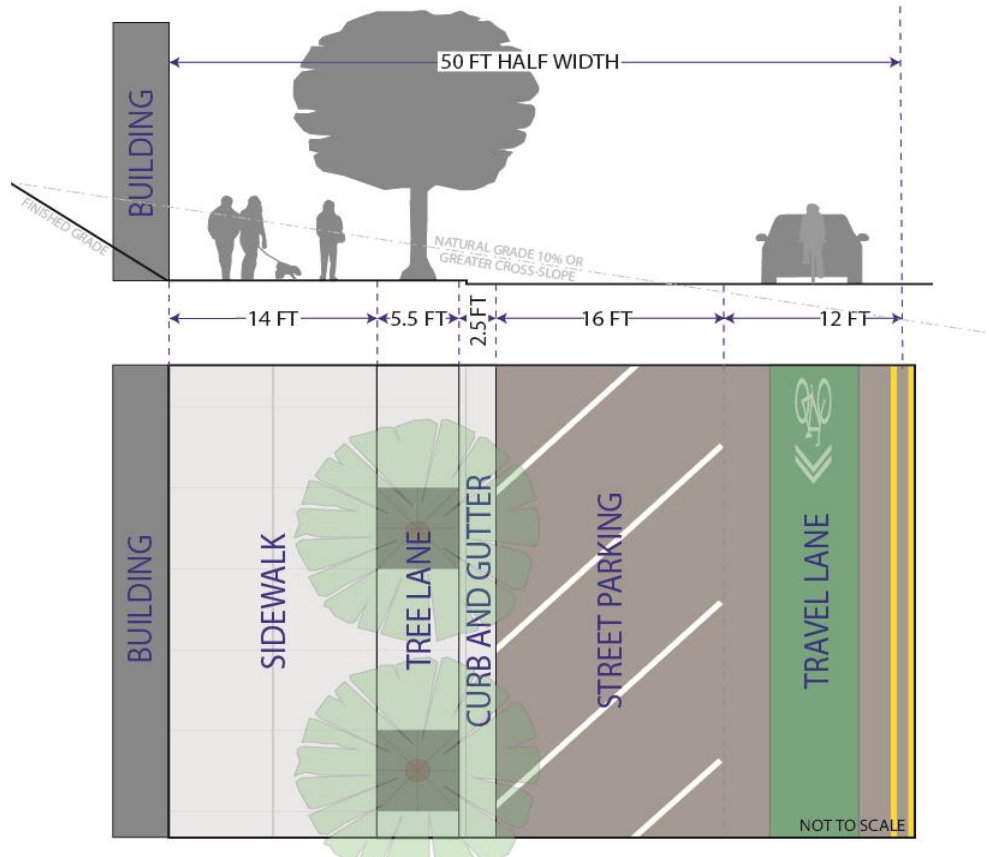 50 FT HALF WIDTH
BUILDING
FINISHED GRADE
NATURAL GRADE 10% OR
GREATER CROSS-SLOPE
14 FT
5.5 FT
2.5 FT
16 FT
12 FT
BUILDING
SIDEWALK
TREE LANE
CURB AND GUTTER
STREET PARKING
TRAVEL LANE
NOT TO SCALE